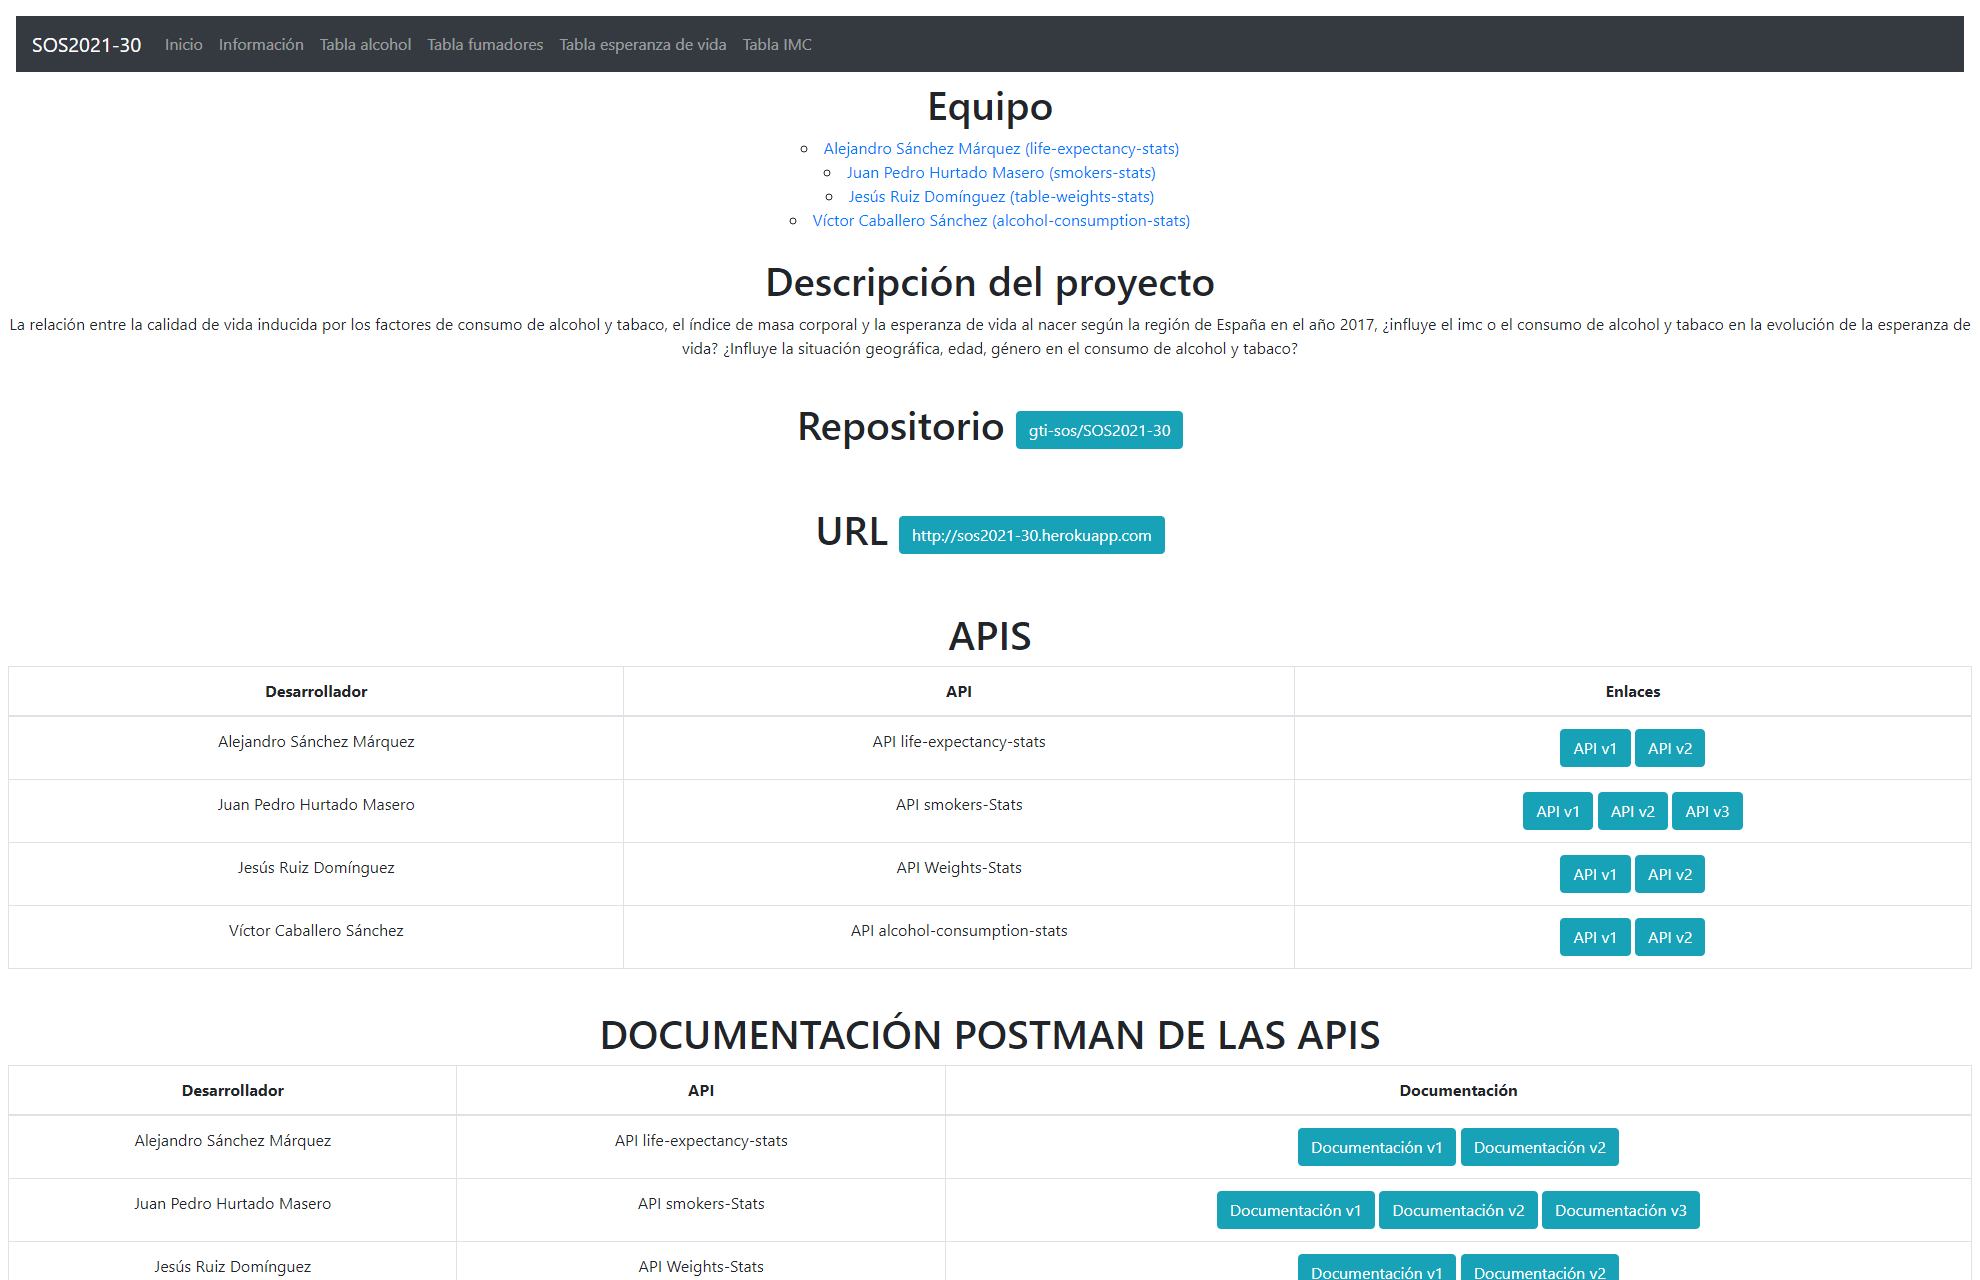 SOS2021-30 Inicio Información Tabla alcohol Tabla fumadores Tabla esperanza de vida Tabla IMC
Equipo
Alejandro Sánchez Márquez (life-expectancy-stats)
Juan Pedro Hurtado Masero (smokers-stats)
Jesús Ruiz Domínguez (table-weights-stats)
Víctor Caballero Sánchez (alcohol-consumption-stats)
Descripción del proyecto
La relación entre la calidad de vida inducida por los factores de consumo de alcohol y tabaco, el índice de masa corporal y la esperanza de vida al nacer según la región de España en el año 2017, ¿influye el imc o el consumo de alcohol y tabaco en la evolución de la esperanza de
vida? ¿Influye la situación geográfica, edad, género en el consumo de alcohol y tabaco?
Repositorio gti-sos/SOS2021-30
URL http://sos2021-30.herokuapp.com
APIS
Desarrollador API Enlaces
Alejandro Sánchez Márquez API life-expectancy-stats API v1 API v2
Juan Pedro Hurtado Masero API smokers-Stats API v1 API v2 API v3
Jesús Ruiz Domínguez API Weights-Stats API v1 API v2
Víctor Caballero Sánchez API alcohol-consumption-stats API v1 API v2
DOCUMENTACIÓN POSTMAN DE LAS APIS
Desarrollador API Documentación
Alejandro Sánchez Márquez API life-expectancy-stats Documentación v1 Documentación v2
Juan Pedro Hurtado Masero API smokers-Stats Documentación v1 Documentación v2 Documentación v3
Jesús Ruiz Domínguez API Weights-Stats Documentación v1 Documentación v2